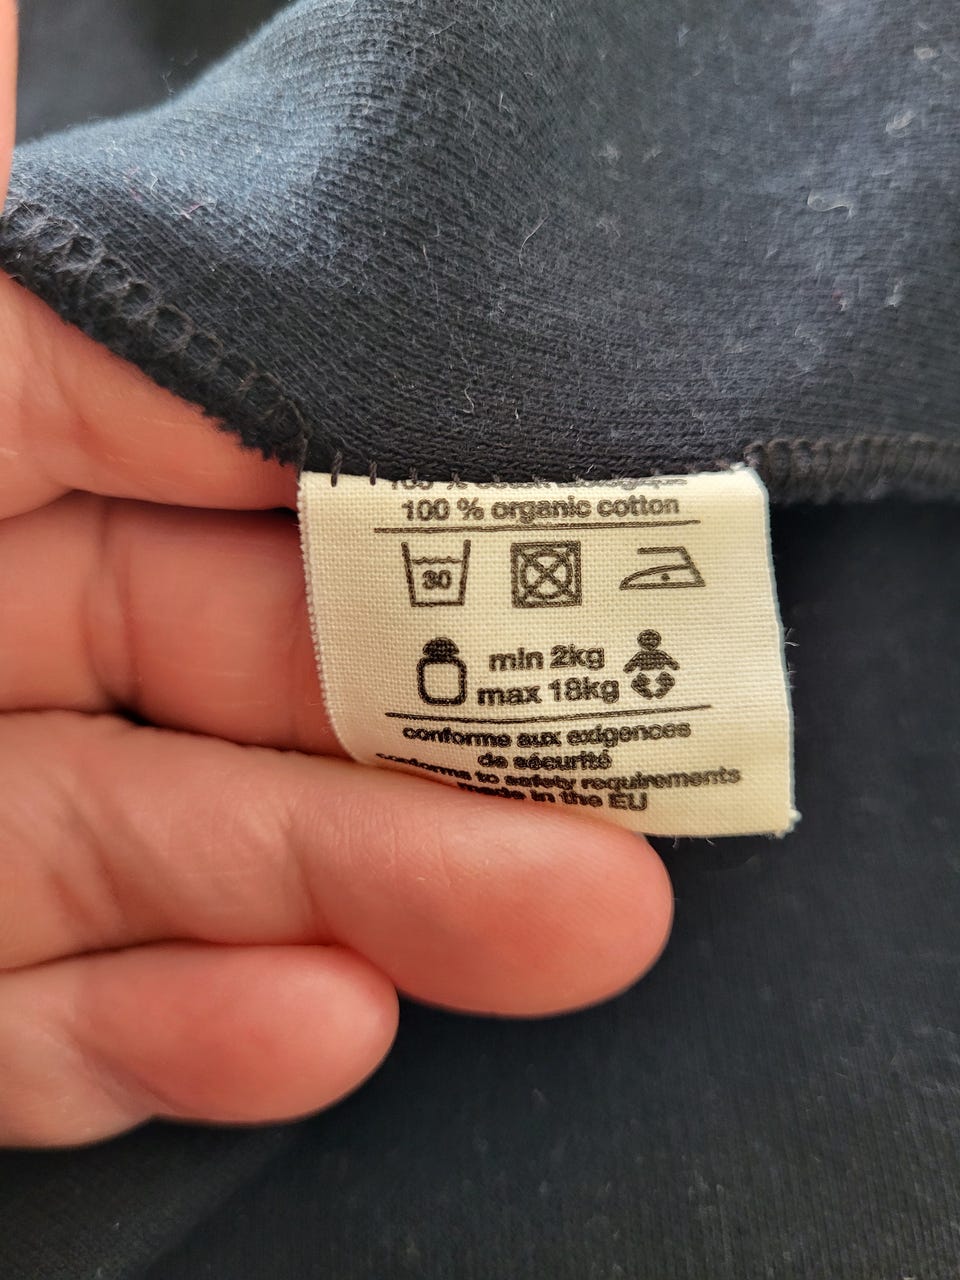 100 % organic cotton
30
min 2kg
max 18kg
conforme aux exigences
de sécurité
conforms to safety requirements
made in the EU